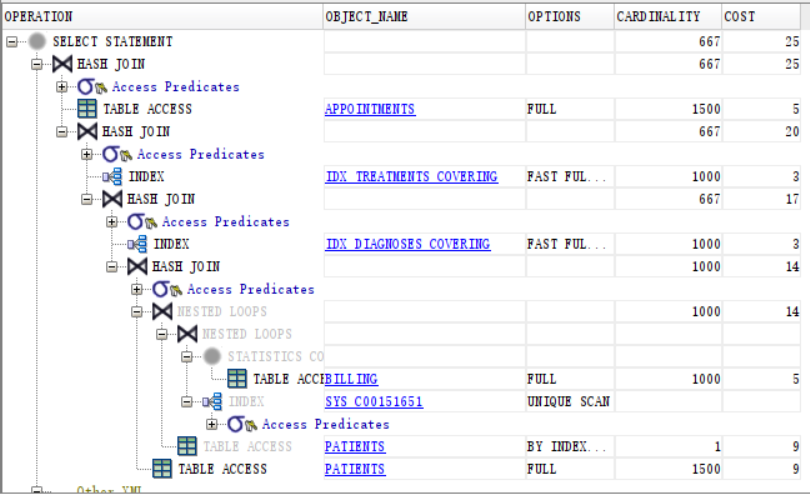 OPERATION OBJECT_NAME OPTIONS CARDINALITY COST
SELECT STATEMENT 667 25
HASH JOIN 667 25
Access Predicates
TABLE ACCESS APPOINTMENTS FULL 1500 5
HASH JOIN 667 20
Access Predicates
INDEX IDX_TREATMENTS_COVERING FAST FUL... 1000 3
HASH JOIN 667 17
Access Predicates
INDEX IDX_DIAGNOSES_COVERING FAST FUL... 1000 3
HASH JOIN 1000 14
Access Predicates
NESTED LOOPS 1000 14
NESTED LOOPS
STATISTICS CO
TABLE ACCE BILLING FULL 1000 5
INDEX SYS_C00151651 UNIQUE SCAN
Access Predicates
TABLE ACCESS PATIENTS BY INDEX... 1 9
TABLE ACCESS PATIENTS FULL 1500 9
Other XML